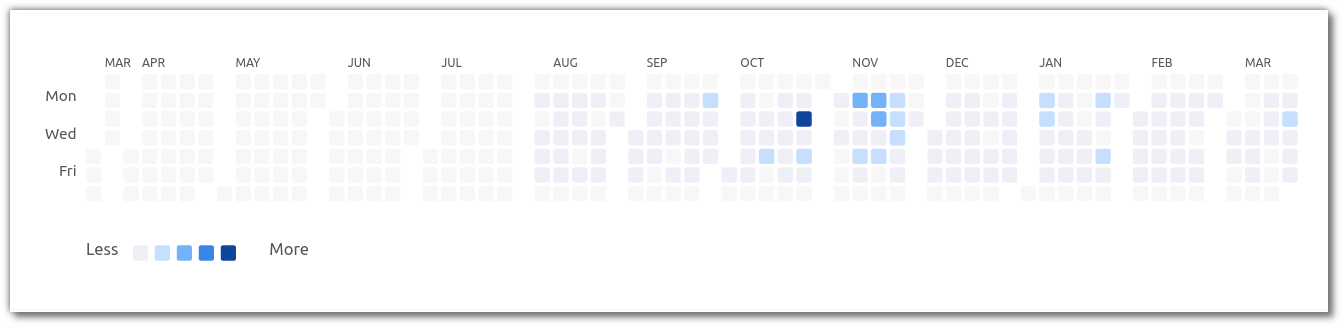 MAR APR MAY JUN JUL AUG SEP OCT NOV DEC JAN FEB MAR
Mon
Wed
Fri
Less More